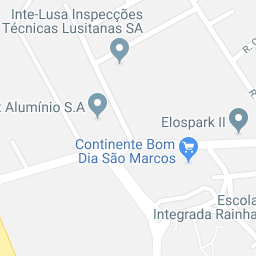 Inte-Lusa Inspecções
Técnicas Lusitanas SA
Alumínio S.A
Elospark II
Continente Bom
Dia São Marcos
Escola
Integrada Rainha